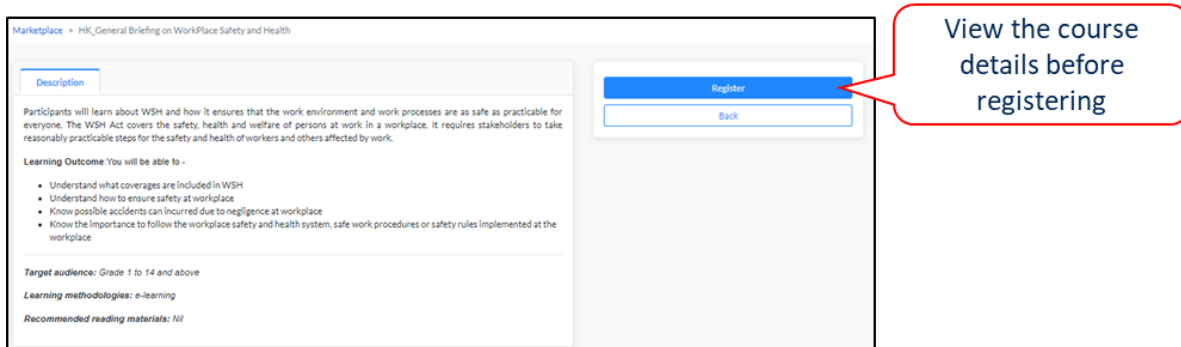 Marketplace > HK_General Briefing on WorkPlace Safety and Health
Description
Participants will learn about WSH and how it ensures that the work environment and work processes are as safe as practicable for
everyone. The WSH Act covers the safety, health and welfare of persons at work in a workplace. It requires stakeholders to take
reasonably practicable steps for the safety and health of workers and others affected by work.
Learning Outcome:You will be able to -
• Understand what coverages are included in WSH
• Understand how to ensure safety at workplace
• Know possible accidents can incurred due to negligence at workplace
• Know the importance to follow the workplace safety and health system, safe work procedures or safety rules implemented at the
workplace
Target audience: Grade 1 to 14 and above
Learning methodologies: e-learning
Recommended reading materials: Nil
Register
Back
View the course
details before
registering